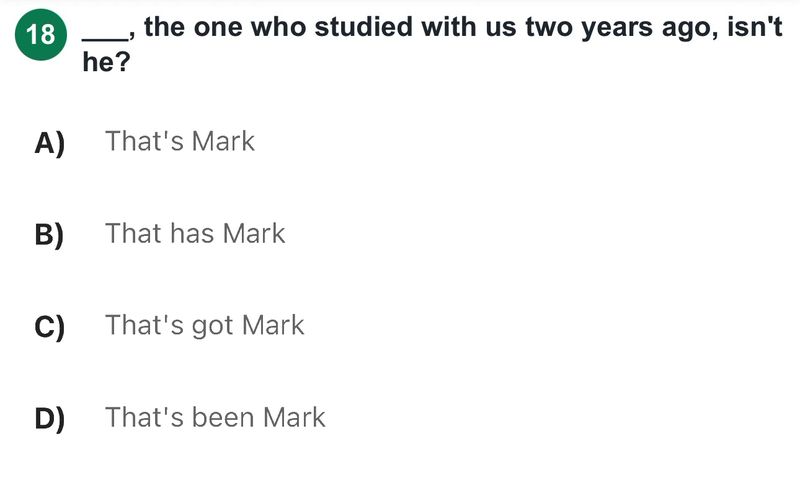 18 ____, the one who studied with us two years ago, isn't
he?
A) That's Mark
B) That has Mark
C) That's got Mark
D) That's been Mark